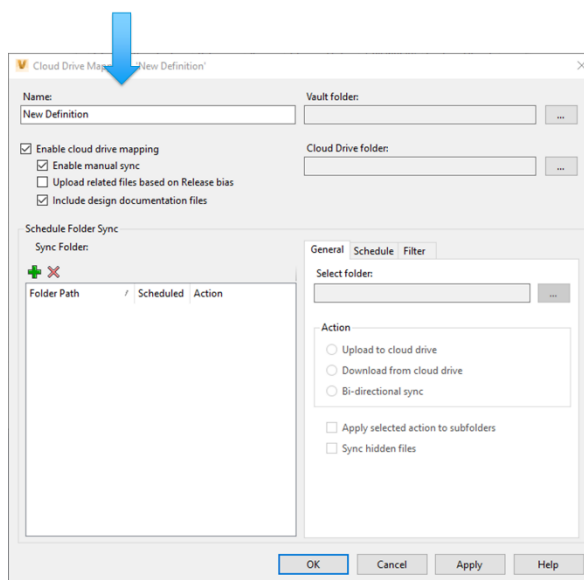 Cloud Drive Map 'New Definition'
Name:
New Definition
Vault folder:
...
Enable cloud drive mapping
Enable manual sync
Upload related files based on Release bias
Include design documentation files
Cloud Drive folder:
...
Schedule Folder Sync
Sync Folder:
Folder Path / Scheduled Action
General Schedule Filter
Select folder:
...
Action
Upload to cloud drive
Download from cloud drive
Bi-directional sync
Apply selected action to subfolders
Sync hidden files
OK Cancel Apply Help